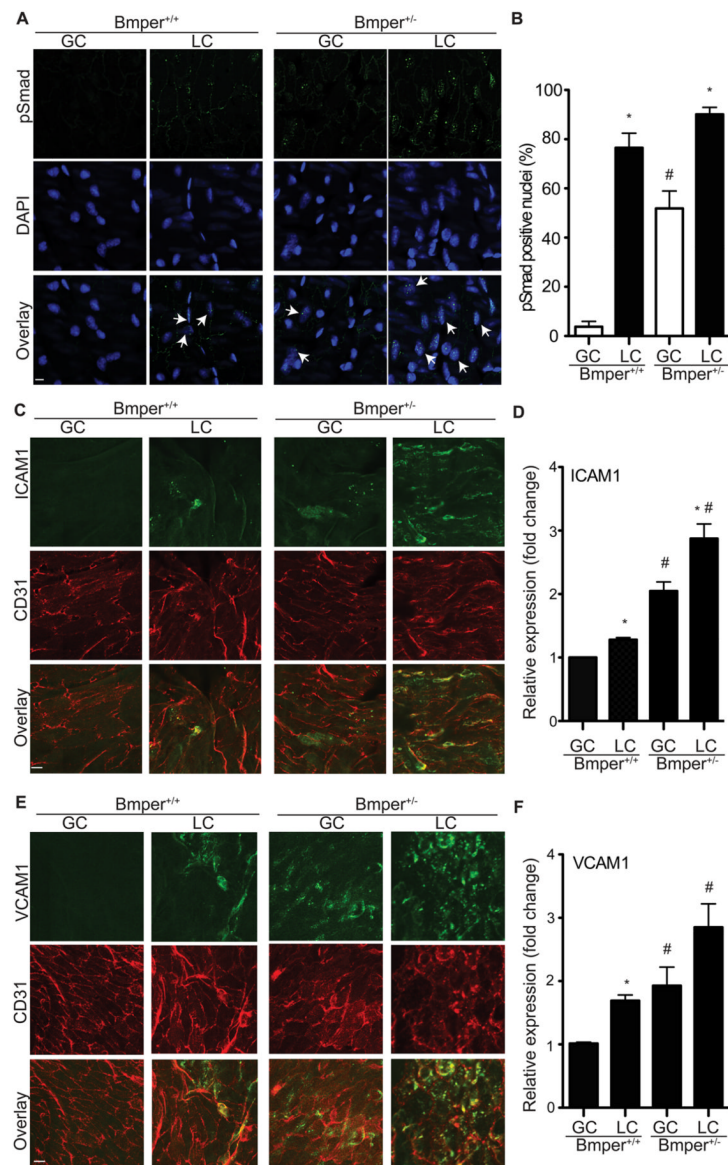 A
Bmper+/+
Bmper+/-
GC
LC
GC
LC
pSmad
DAPI
Overlay
B
pSmad positive nuclei (%)
100
80
60
40
20
0
*
#
*
GC
LC
GC
LC
Bmper+/+
Bmper+/-
C
Bmper+/+
Bmper+/-
GC
LC
GC
LC
ICAM1
CD31
Overlay
D
ICAM1
Relative expression (fold change)
4
3
2
1
0
*
#
* #
GC
LC
GC
LC
Bmper+/+
Bmper+/-
E
Bmper+/+
Bmper+/-
GC
LC
GC
LC
VCAM1
CD31
Overlay
F
VCAM1
Relative expression (fold change)
4
3
2
1
0
*
#
#
GC
LC
GC
LC
Bmper+/+
Bmper+/-